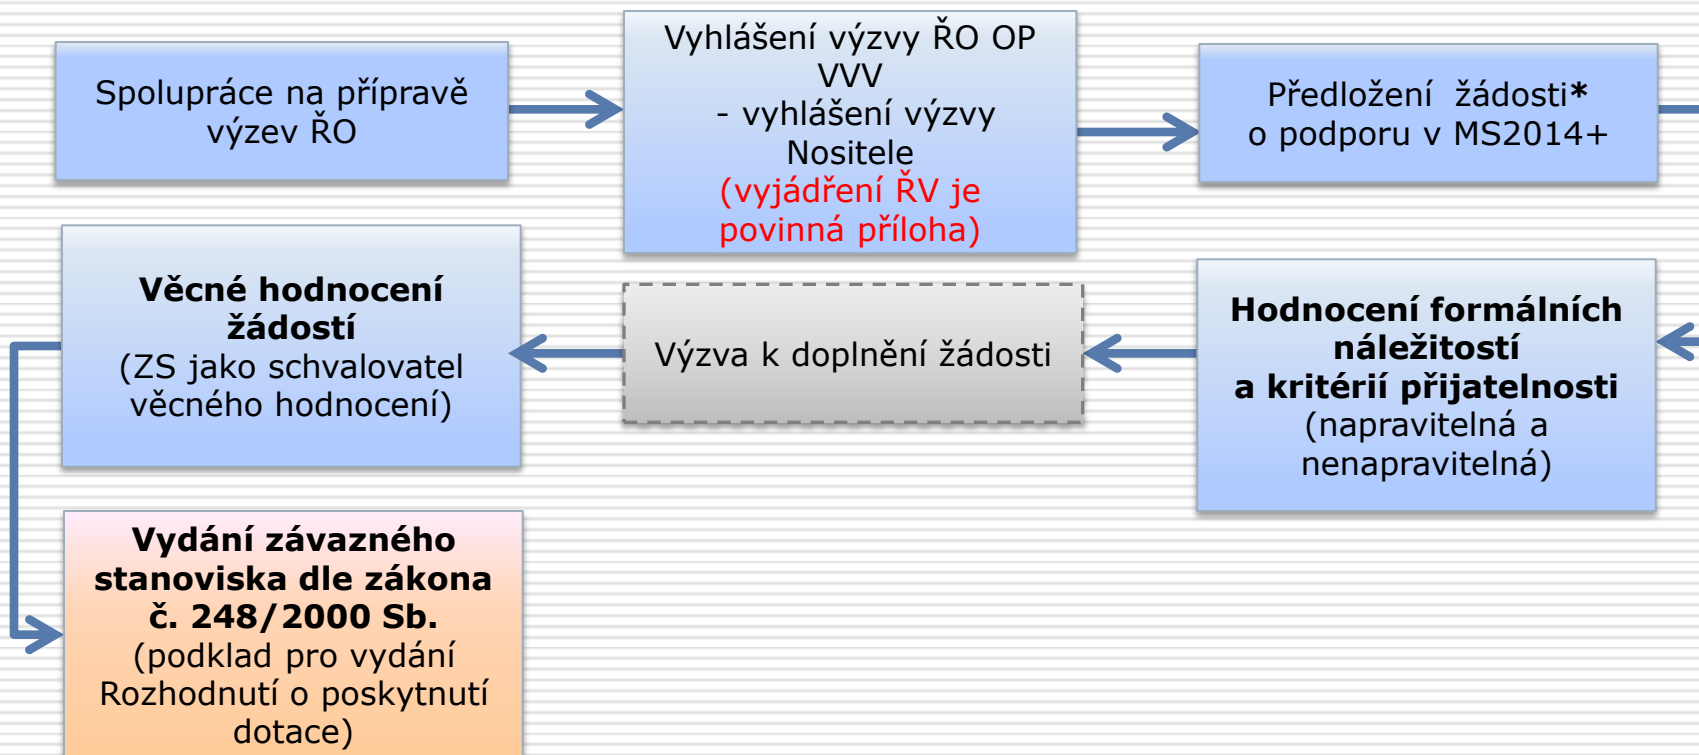 Spolupráce na přípravě
výzev ŘO
Vyhlášení výzvy ŘO OP
VVV
- vyhlášení výzvy
Nositele
(vyjádření ŘV je
povinná příloha)
Předložení žádosti*
o podporu v MS2014+
Hodnocení formálních
náležitostí
a kritérií přijatelnosti
(napravitelná a
nenapravitelná)
Výzva k doplnění žádosti
Věcné hodnocení
žádostí
(ZS jako schvalovatel
věcného hodnocení)
Vydání závazného
stanoviska dle zákona
č. 248/2000 Sb.
(podklad pro vydání
Rozhodnutí o poskytnutí
dotace)